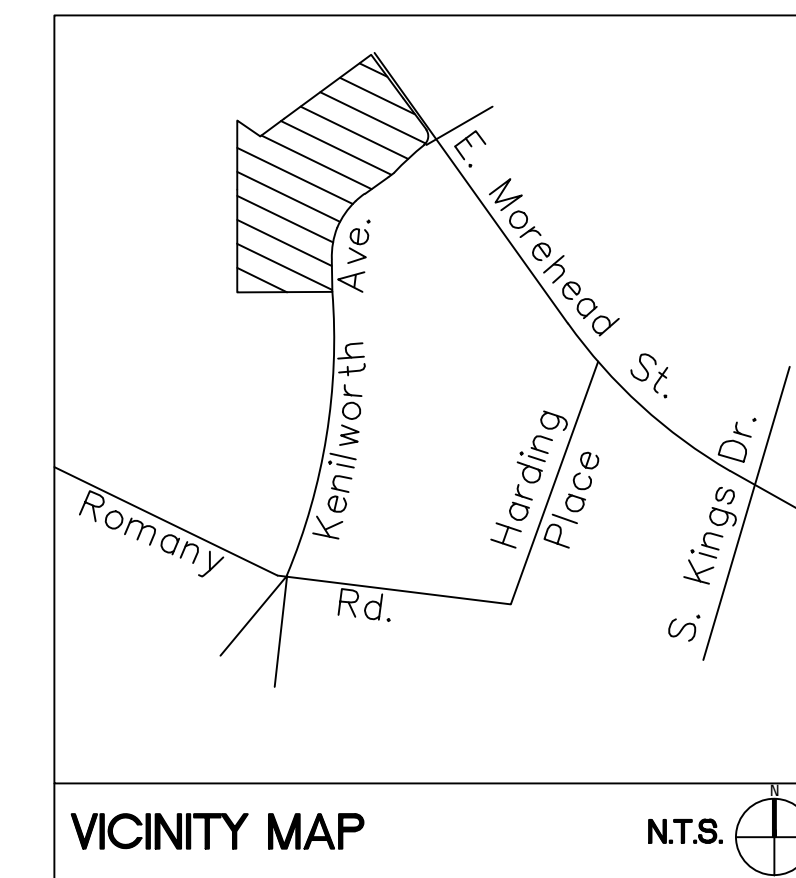 E. Morehead St.
Kenilworth Ave.
Harding
Place
S. Kings Dr.
Romany Rd.
VICINITY MAP
N.T.S.
N